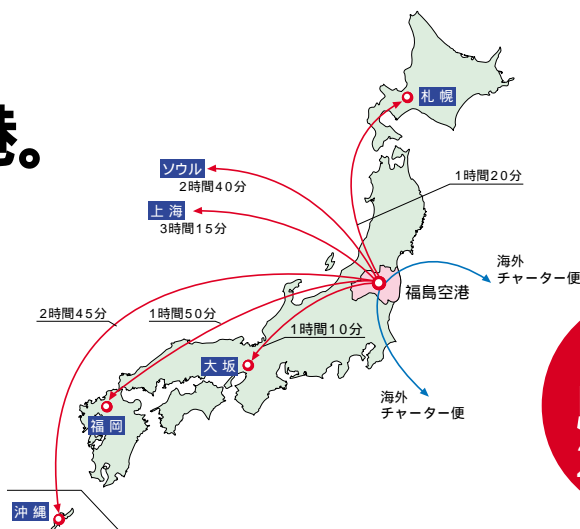 港。
札幌
ソウル
2時間40分
1時間20分
上海
3時間15分
海外
チャーター便
福島空港
2時間45分
1時間50分
1時間10分
大坂
海外
チャーター便
福岡
沖縄